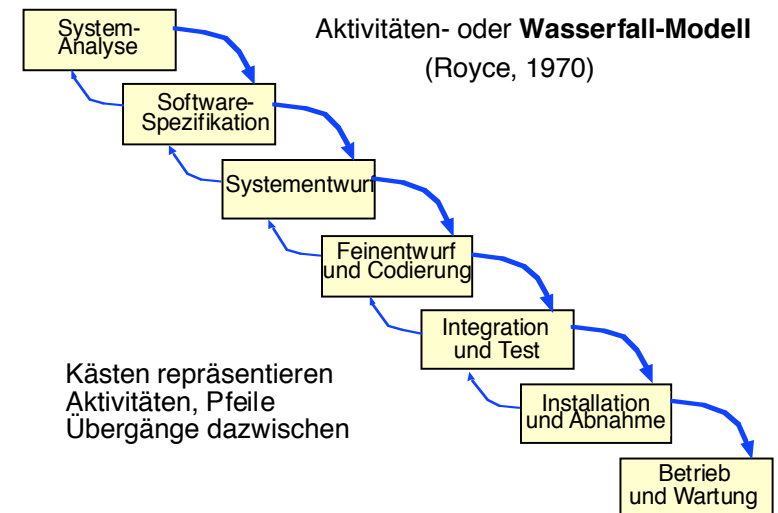 System-
Analyse
Aktivitäten- oder Wasserfall-Modell
(Royce, 1970)
Software-
Spezifikation
Systementwurf
Feinentwurf
und Codierung
Integration
und Test
Kästen repräsentieren
Aktivitäten, Pfeile
Übergänge dazwischen
Installation
und Abnahme
Betrieb
und Wartung